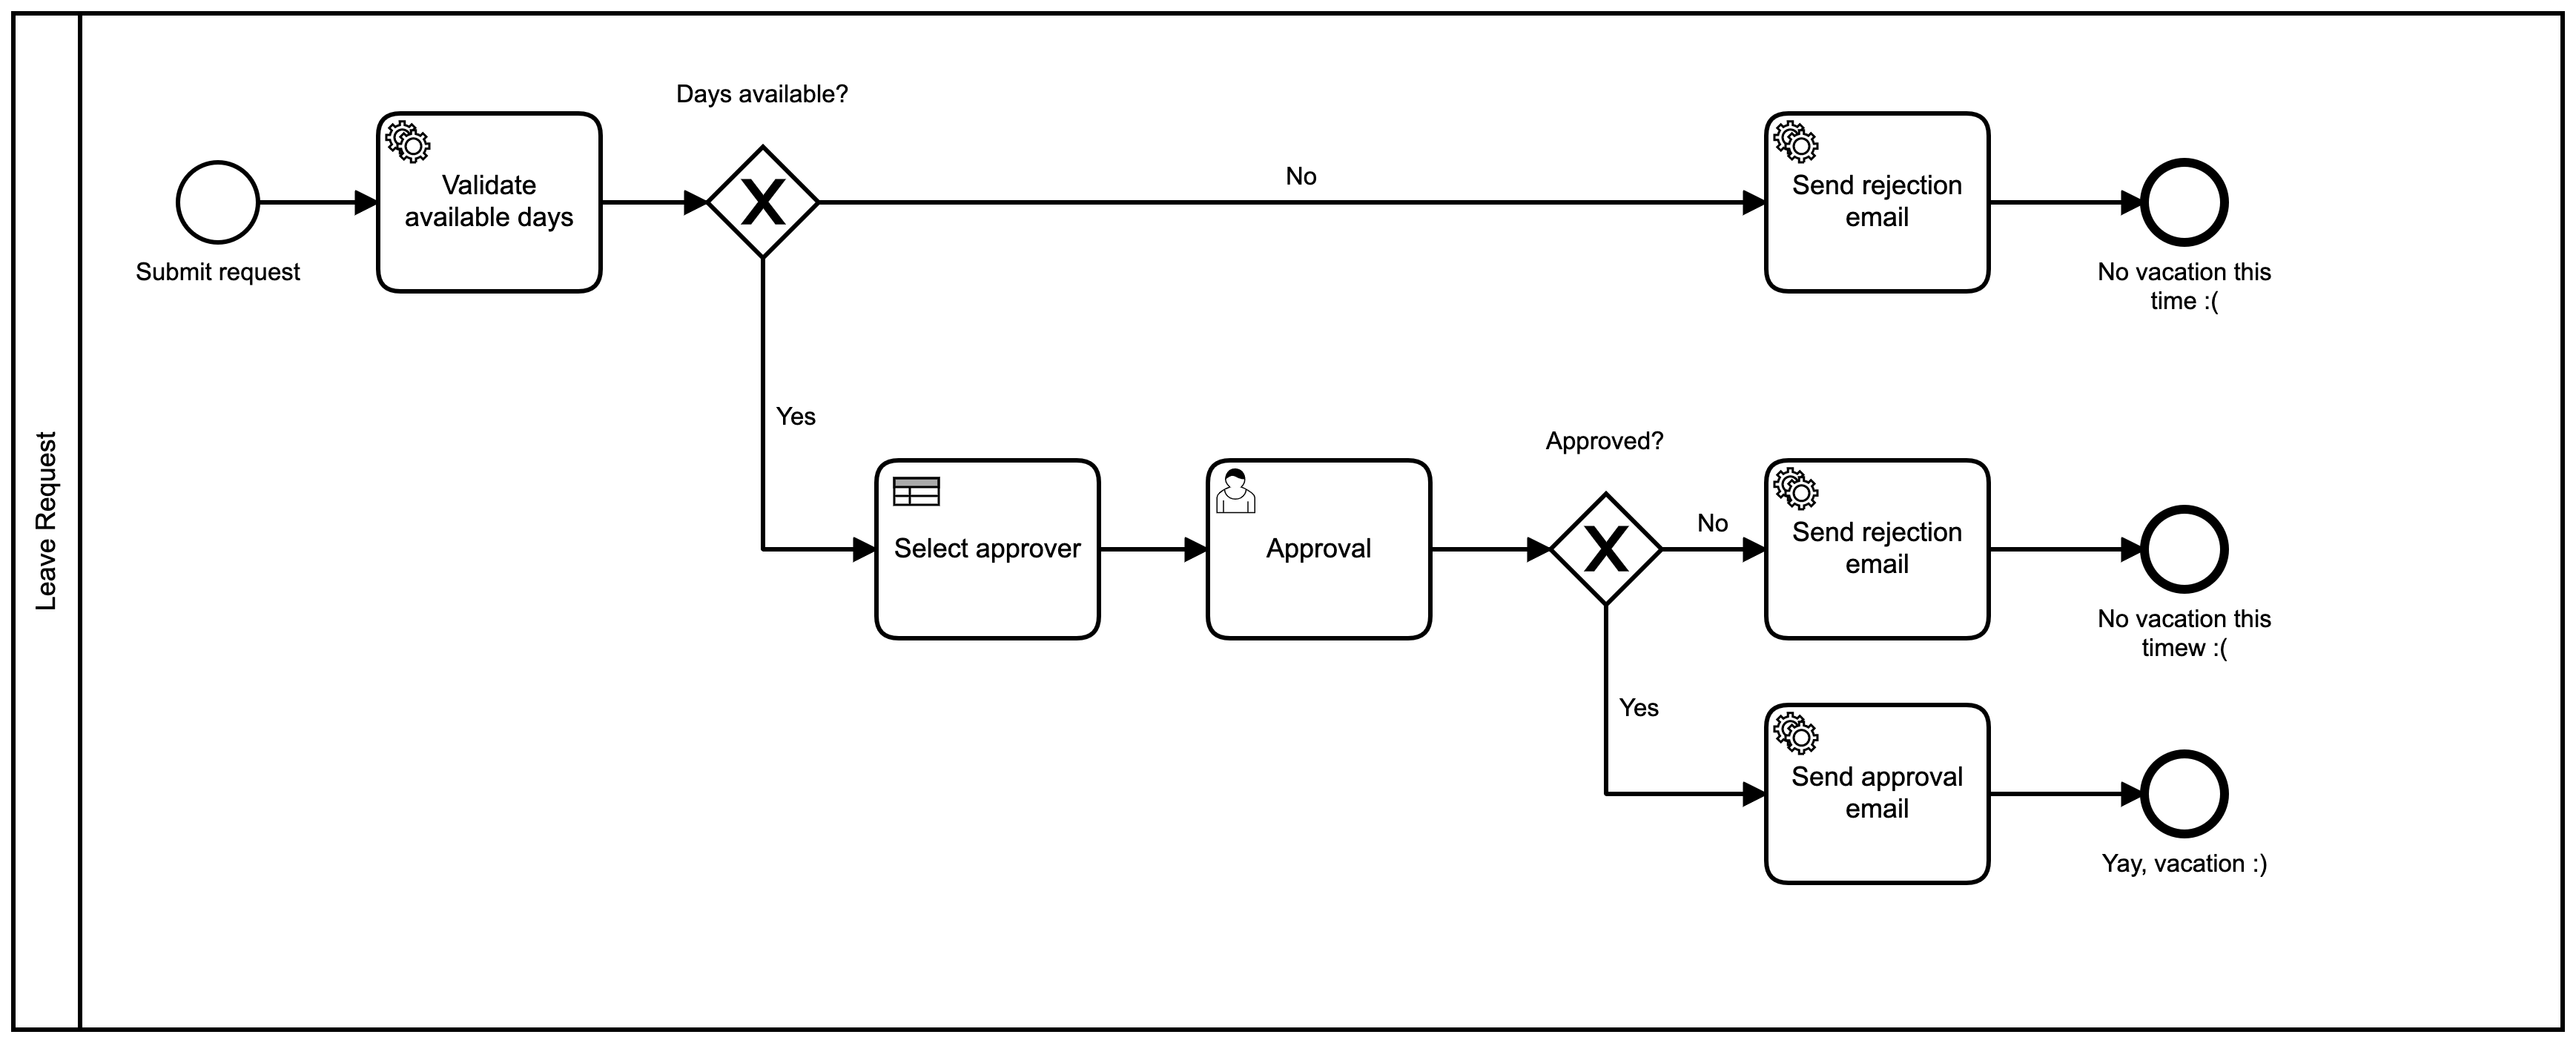 Leave Request
Days available?
Validate
available days
Submit request
No
Send rejection
email
No vacation this
time :(
Yes
Select approver
Approval
Approved?
No
Send rejection
email
No vacation this
timew :(
Yes
Send approval
email
Yay, vacation :)